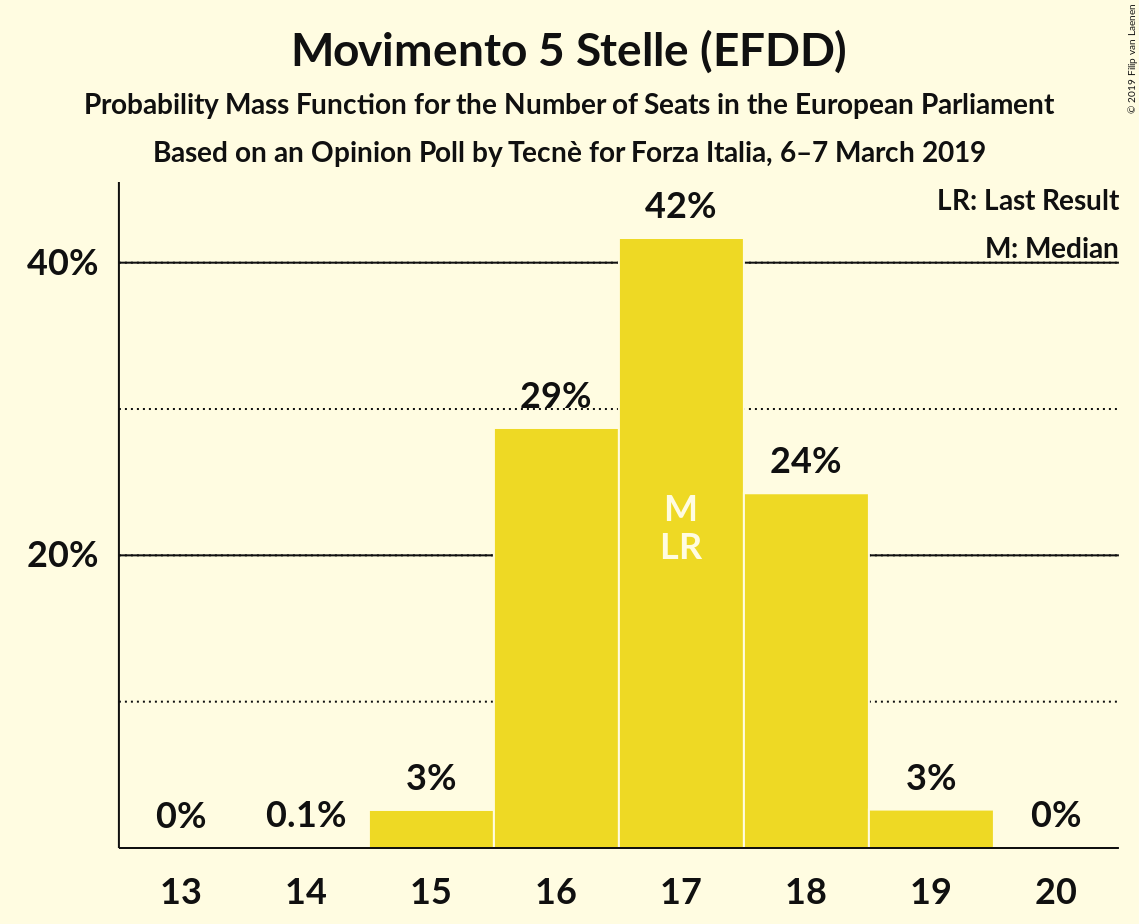 Movimento 5 Stelle (EFDD)
Probability Mass Function for the Number of Seats in the European Parliament
Based on an Opinion Poll by Tecnè for Forza Italia, 6–7 March 2019
© 2019 Filip van Laenen
LR: Last Result
M: Median
40%
20%
0%
0.1%
3%
29%
42%
24%
3%
0%
M
LR
13 14 15 16 17 18 19 20